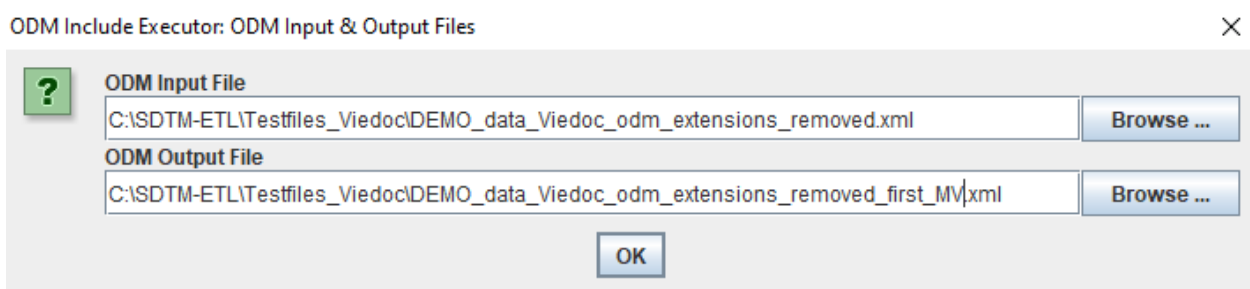 ODM Include Executor: ODM Input & Output Files
?
ODM Input File
C:\SDTM-ETL\Testfiles_Viedoc\DEMO_data_Viedoc_odm_extensions_removed.xml Browse ...
ODM Output File
C:\SDTM-ETL\Testfiles_Viedoc\DEMO_data_Viedoc_odm_extensions_removed_first_MV.xml Browse ...
OK